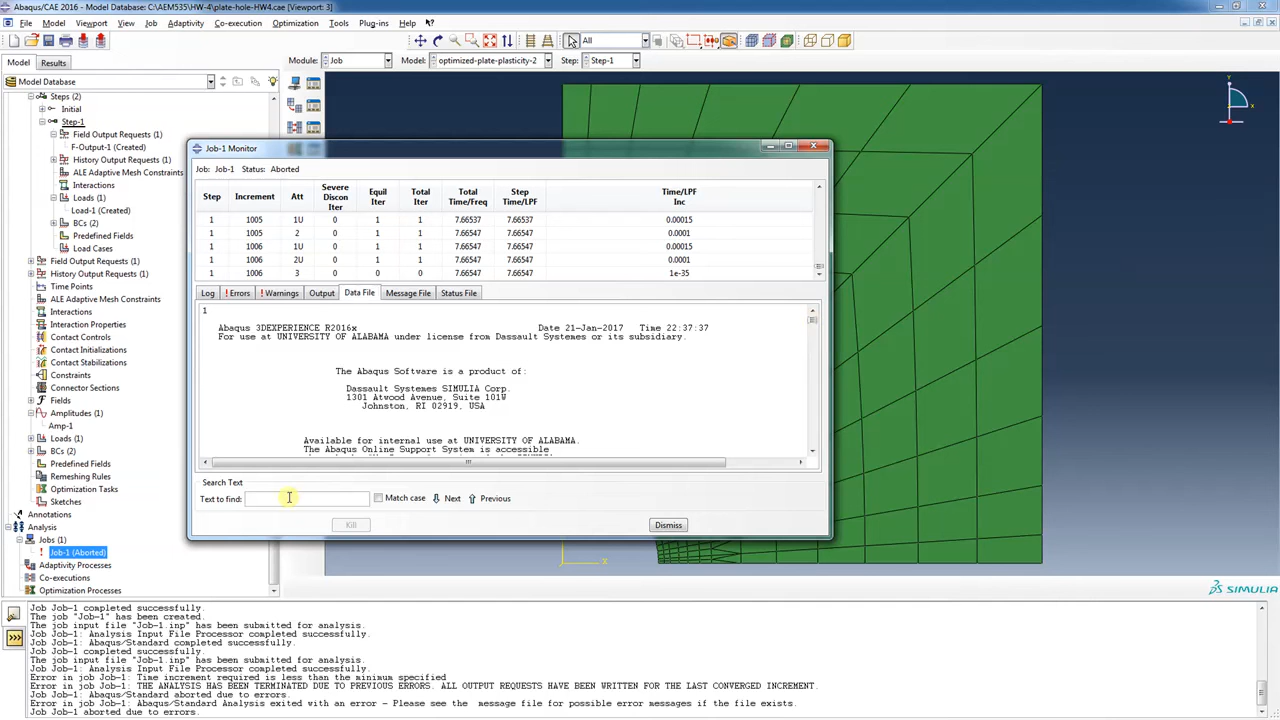 Abaqus/CAE 2016 - Model Database: C:\AEM535\HW-4\plate-hole-HW4.cae [Viewport: 3]
File Model Viewport View Job Adaptivity Co-execution Optimization Tools Plug-ins Help
All
Model Results
Module: Job Model: optimized-plate-plasticity-2 Step: Step-1
Model Database
Steps (2)
Initial
Step-1
Field Output Requests (1)
F-Output-1 (Created)
History Output Requests (1)
ALE Adaptive Mesh Constraints
Interactions
Loads (1)
Load-1 (Created)
BCs (2)
Predefined Fields
Load Cases
Field Output Requests (1)
History Output Requests (1)
Time Points
ALE Adaptive Mesh Constraints
Interactions
Interaction Properties
Contact Controls
Contact Initializations
Contact Stabilizations
Constraints
Connector Sections
Fields
Amplitudes (1)
Amp-1
Loads (1)
BCs (2)
Predefined Fields
Remeshing Rules
Optimization Tasks
Sketches
Annotations
Analysis
Jobs (1)
Job-1 (Aborted)
Adaptivity Processes
Co-executions
Optimization Processes
Job-1 Monitor
Job: Job-1 Status: Aborted
Step Increment Att Severe Discon Iter Equil Iter Total Iter Total Time/Freq Step Time/LPF Time/LPF Inc
1 1005 1U 0 1 1 7.66537 7.66537 0.00015
1 1005 2 0 1 1 7.66547 7.66547 0.0001
1 1006 1U 0 1 1 7.66547 7.66547 0.00015
1 1006 2U 0 1 1 7.66547 7.66547 0.0001
1 1006 3 0 0 0 7.66547 7.66547 1e-35
Log ! Errors ! Warnings Output Data File Message File Status File
1
Abaqus 3DEXPERIENCE R2016x Date 21-Jan-2017 Time 22:37:37
For use at UNIVERSITY OF ALABAMA under license from Dassault Systemes or its subsidiary.
The Abaqus Software is a product of:
Dassault Systemes SIMULIA Corp.
1301 Atwood Avenue, Suite 101W
Johnston, RI 02919, USA
Available for internal use at UNIVERSITY OF ALABAMA.
The Abaqus Online Support System is accessible
Search Text
Text to find: Match case Next Previous
Kill Dismiss
Y
X
X
SIMULIA
Job Job-1 completed successfully.
The job "Job-1" has been created.
The job input file "Job-1.inp" has been submitted for analysis.
Job Job-1: Analysis Input File Processor completed successfully.
Job Job-1: Abaqus/Standard completed successfully.
Job Job-1 completed successfully.
The job input file "Job-1.inp" has been submitted for analysis.
Job Job-1: Analysis Input File Processor completed successfully.
Error in job Job-1: Time increment required is less than the minimum specified
Error in job Job-1: THE ANALYSIS HAS BEEN TERMINATED DUE TO PREVIOUS ERRORS. ALL OUTPUT REQUESTS HAVE BEEN WRITTEN FOR THE LAST CONVERGED INCREMENT.
Job Job-1: Abaqus/Standard aborted due to errors.
Error in job Job-1: Abaqus/Standard Analysis exited with an error - Please see the message file for possible error messages if the file exists.
Job Job-1 aborted due to errors.